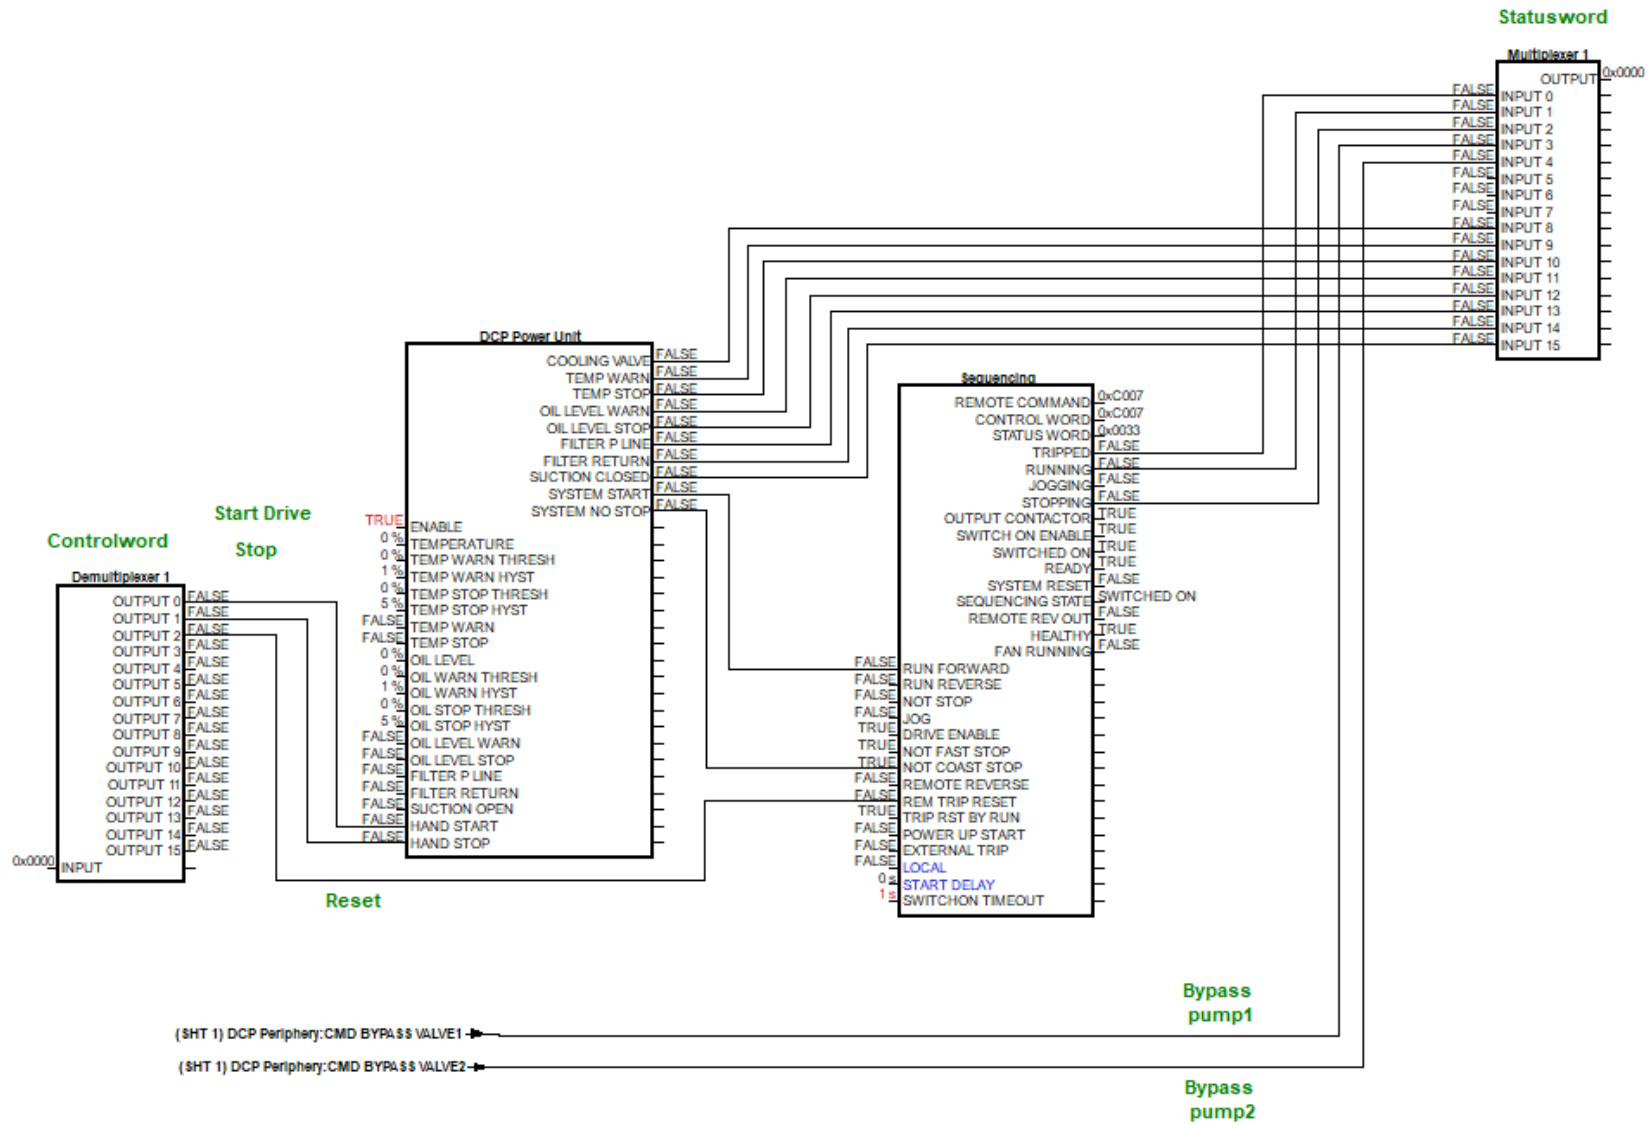 Statusword
Multiplexer 1
OUTPUT 0x0000
FALSE INPUT 0
FALSE INPUT 1
FALSE INPUT 2
FALSE INPUT 3
FALSE INPUT 4
FALSE INPUT 5
FALSE INPUT 6
FALSE INPUT 7
FALSE INPUT 8
FALSE INPUT 9
FALSE INPUT 10
FALSE INPUT 11
FALSE INPUT 12
FALSE INPUT 13
FALSE INPUT 14
FALSE INPUT 15
DCP Power Unit
COOLING VALVE FALSE
TEMP WARN FALSE
TEMP STOP FALSE
OIL LEVEL WARN FALSE
OIL LEVEL STOP FALSE
FILTER P LINE FALSE
FILTER RETURN FALSE
SUCTION CLOSED FALSE
SYSTEM START FALSE
SYSTEM NO STOP FALSE
TRUE ENABLE
0 % TEMPERATURE
0 % TEMP WARN THRESH
1 % TEMP WARN HYST
0 % TEMP STOP THRESH
5 % TEMP STOP HYST
FALSE TEMP WARN
FALSE TEMP STOP
0 % OIL LEVEL
0 % OIL WARN THRESH
1 % OIL WARN HYST
0 % OIL STOP THRESH
5 % OIL STOP HYST
FALSE OIL LEVEL WARN
FALSE OIL LEVEL STOP
FALSE FILTER P LINE
FALSE FILTER RETURN
FALSE SUCTION OPEN
FALSE HAND START
FALSE HAND STOP
Sequencing
REMOTE COMMAND 0xC007
CONTROL WORD 0xC007
STATUS WORD 0x0033
TRIPPED FALSE
RUNNING FALSE
JOGGING FALSE
STOPPING FALSE
OUTPUT CONTACTOR TRUE
SWITCH ON ENABLE TRUE
SWITCHED ON TRUE
READY TRUE
SYSTEM RESET FALSE
SEQUENCING STATE SWITCHED ON
REMOTE REV OUT FALSE
HEALTHY TRUE
FAN RUNNING FALSE
FALSE RUN FORWARD
FALSE RUN REVERSE
FALSE NOT STOP
FALSE JOG
TRUE DRIVE ENABLE
TRUE NOT FAST STOP
TRUE NOT COAST STOP
FALSE REMOTE REVERSE
FALSE REM TRIP RESET
TRUE TRIP RST BY RUN
FALSE POWER UP START
FALSE EXTERNAL TRIP
FALSE LOCAL
0 s START DELAY
1 s SWITCHON TIMEOUT
Start Drive
Stop
Controlword
Demultiplexer 1
OUTPUT 0 FALSE
OUTPUT 1 FALSE
OUTPUT 2 FALSE
OUTPUT 3 FALSE
OUTPUT 4 FALSE
OUTPUT 5 FALSE
OUTPUT 6 FALSE
OUTPUT 7 FALSE
OUTPUT 8 FALSE
OUTPUT 9 FALSE
OUTPUT 10 FALSE
OUTPUT 11 FALSE
OUTPUT 12 FALSE
OUTPUT 13 FALSE
OUTPUT 14 FALSE
OUTPUT 15 FALSE
0x0000 INPUT
Reset
Bypass
pump1
(SHT 1) DCP Periphery:CMD BYPASS VALVE1
(SHT 1) DCP Periphery:CMD BYPASS VALVE2
Bypass
pump2